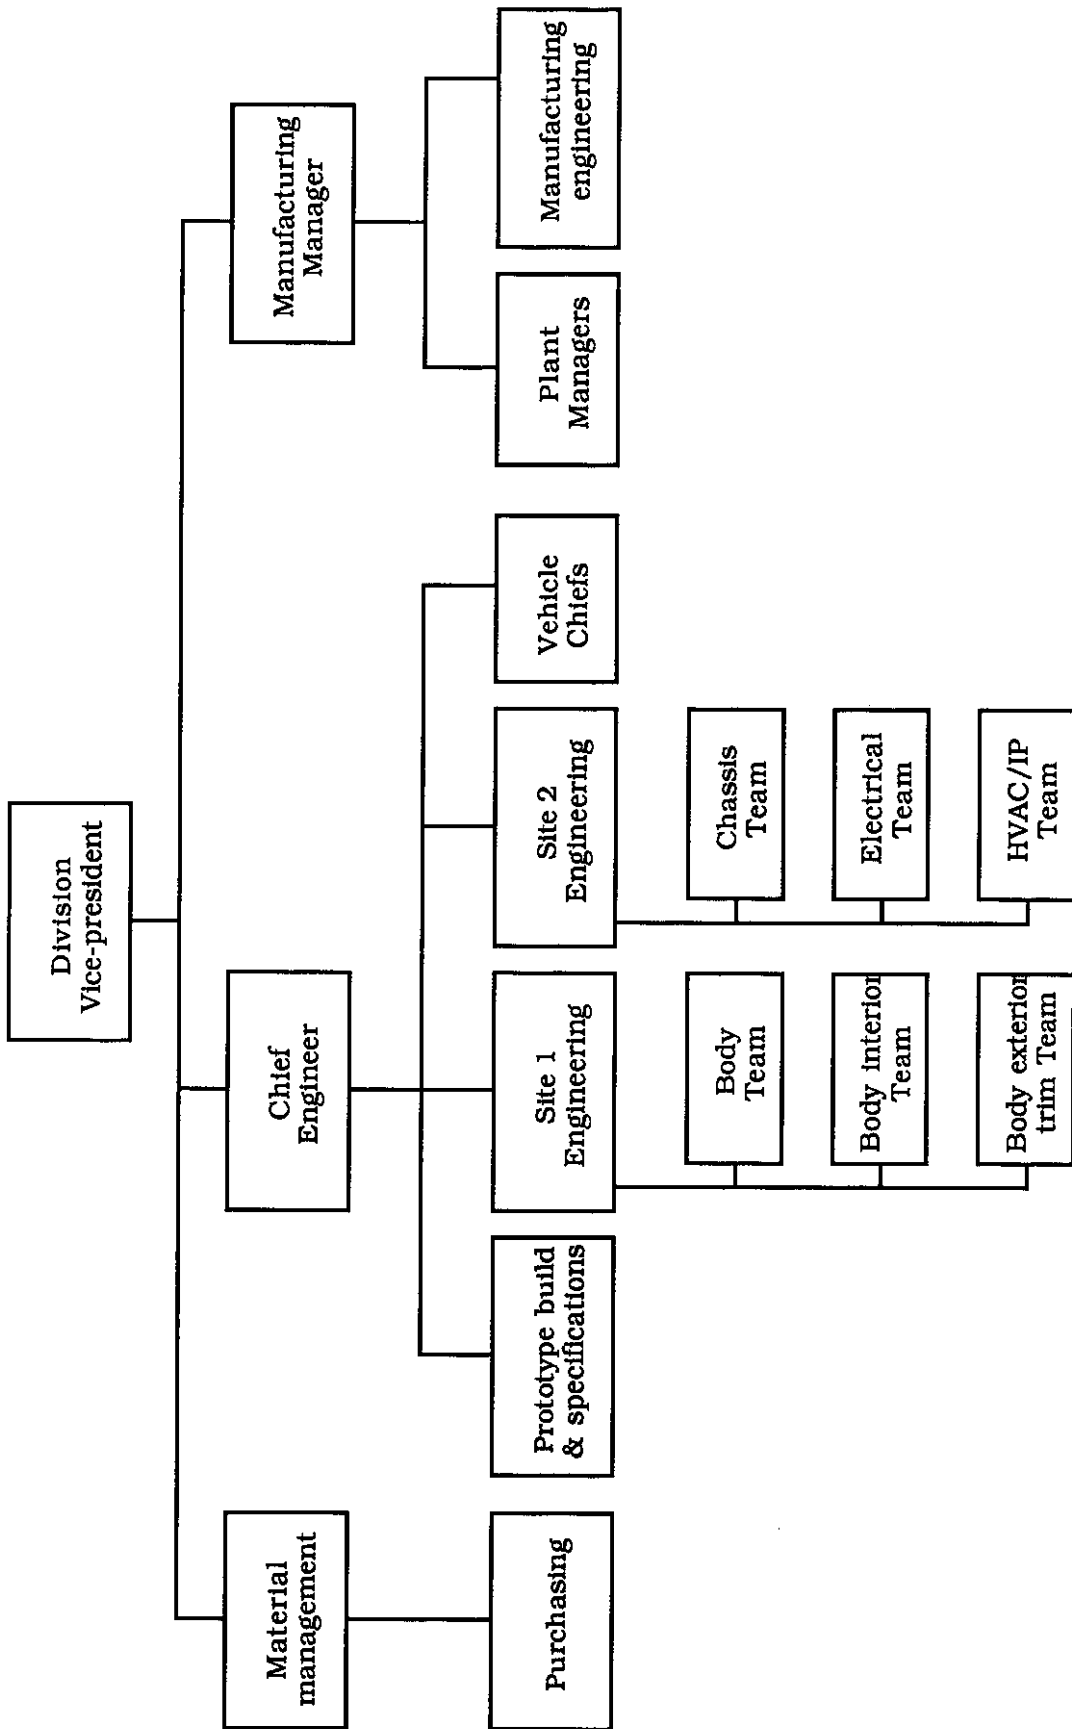 Division
Vice-president
Material
management
Chief
Engineer
Manufacturing
Manager
Purchasing
Prototype build
& specifications
Site 1
Engineering
Site 2
Engineering
Vehicle
Chiefs
Plant
Managers
Manufacturing
engineering
Body
Team
Chassis
Team
Body interior
Team
Electrical
Team
Body exterior
trim Team
HVAC/IP
Team